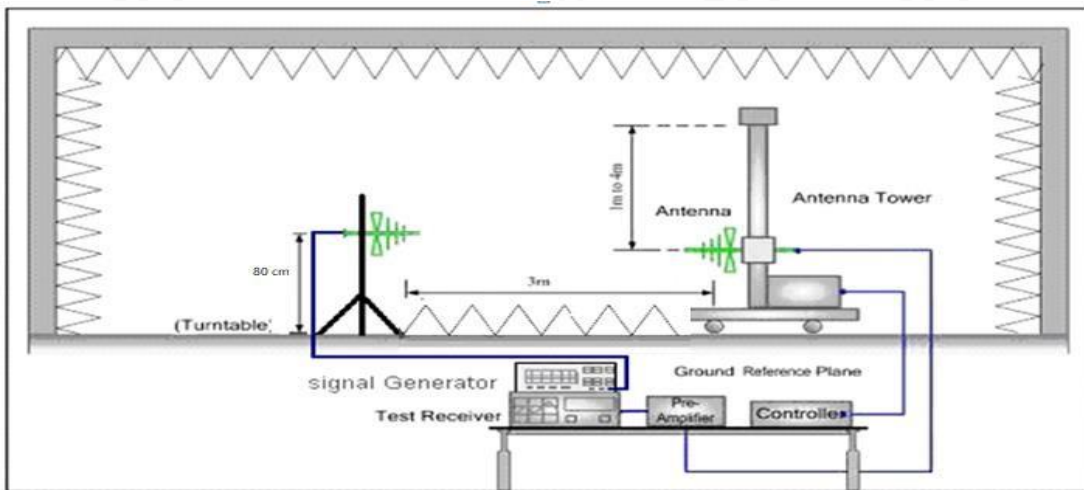 1m to 4m
Antenna
Antenna Tower
80 cm
3m
(Turntable)
signal Generator
Ground Reference Plane
Test Receiver
Pre-
Amplifier
Controller